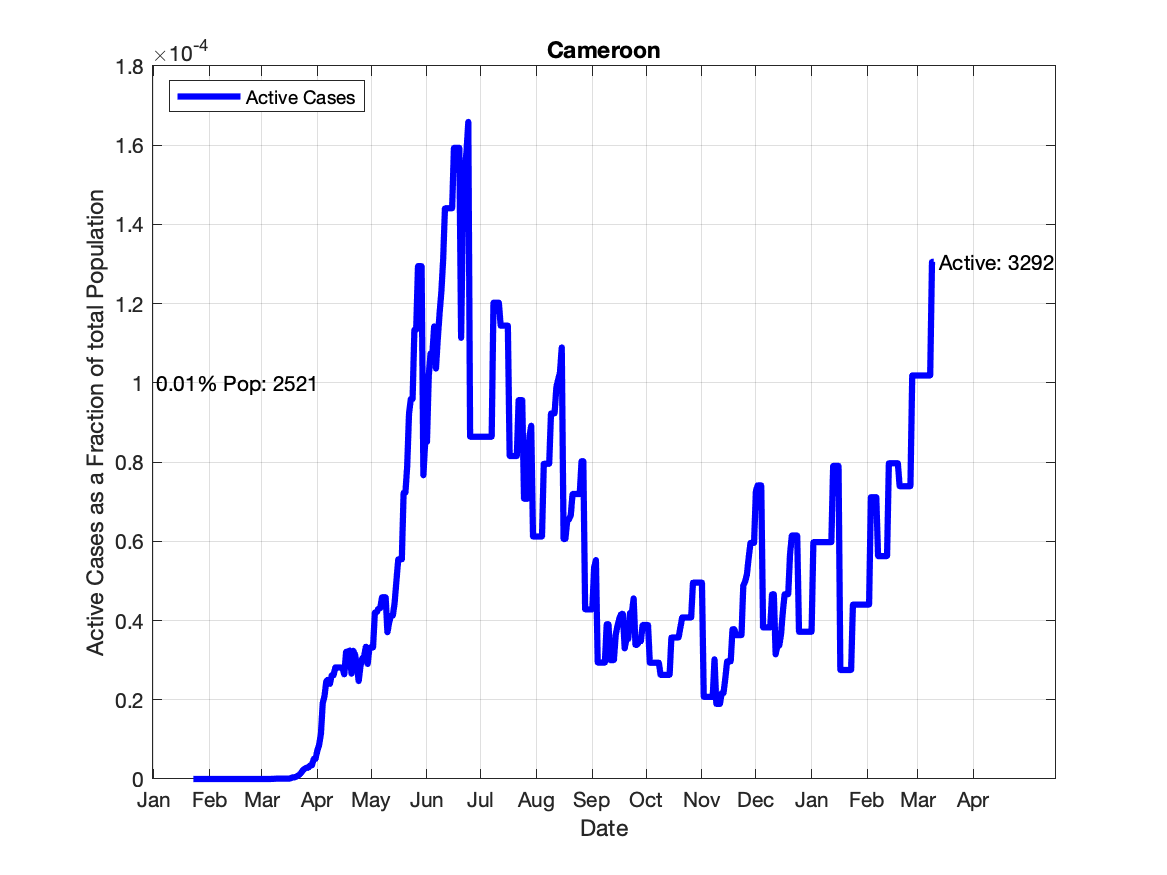 Cameroon
×10-4
1.8
1.6
1.4
1.2
1
0.8
0.6
0.4
0.2
0
Active Cases as a Fraction of total Population
Active Cases
Active: 3292
0.01% Pop: 2521
Jan Feb Mar Apr May Jun Jul Aug Sep Oct Nov Dec Jan Feb Mar Apr
Date